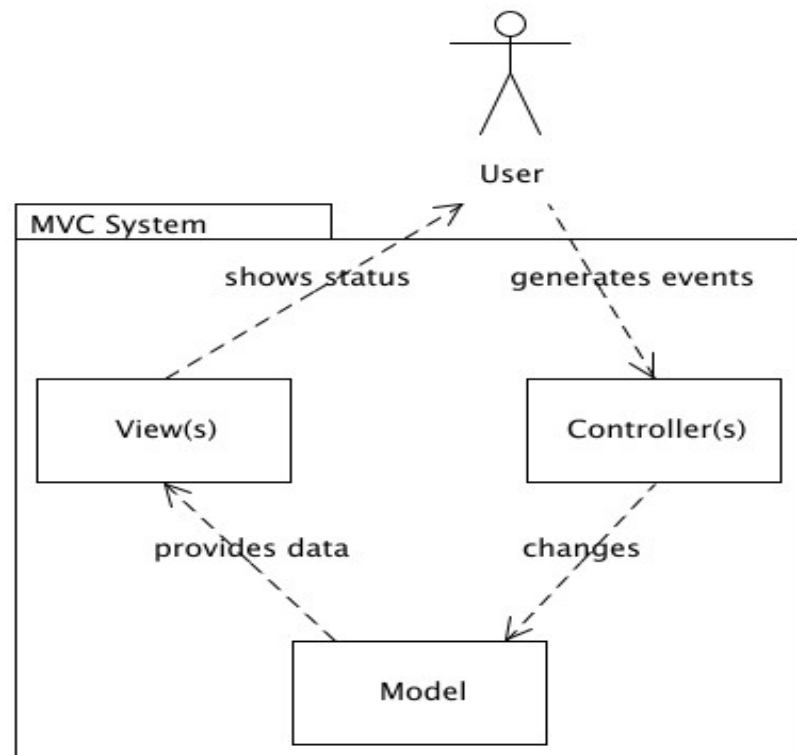 User
MVC System
shows status
generates events
View(s)
Controller(s)
provides data
changes
Model